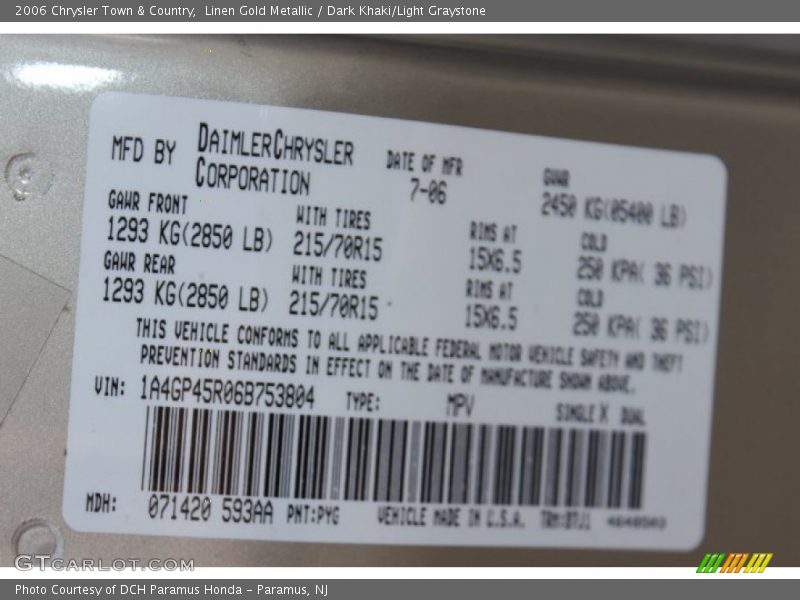 2006 Chrysler Town & Country, Linen Gold Metallic / Dark Khaki/Light Graystone
MFD BY DAIMLERCHRYSLER CORPORATION
DATE OF MFR 7-06
GVWR 2450 KG(05400 LB)
GAWR FRONT WITH TIRES RIMS AT COLD
1293 KG(2850 LB) 215/70R15 15X6.5 250 KPA( 36 PSI)
GAWR REAR WITH TIRES RIMS AT COLD
1293 KG(2850 LB) 215/70R15 15X6.5 250 KPA( 36 PSI)
THIS VEHICLE CONFORMS TO ALL APPLICABLE FEDERAL MOTOR VEHICLE SAFETY AND THEFT
PREVENTION STANDARDS IN EFFECT ON THE DATE OF MANUFACTURE SHOWN ABOVE.
VIN: 1A4GP45R06B753804 TYPE: MPV SINGLE X DUAL
MDH: 071420 593AA PNT:PYG VEHICLE MADE IN U.S.A.
GTCARLOT.COM
Photo Courtesy of DCH Paramus Honda - Paramus, NJ